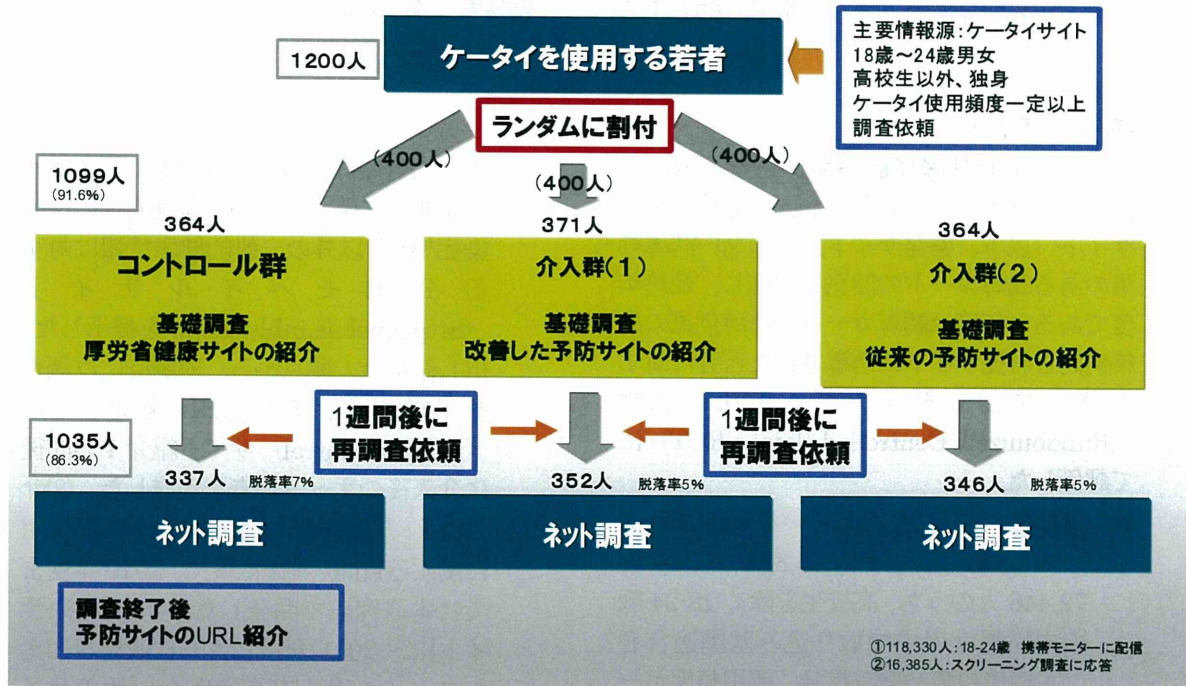 1200人
ケータイを使用する若者
主要情報源:ケータイサイト
18歳～24歳男女
高校生以外、独身
ケータイ使用頻度一定以上
調査依頼
ランダムに割付
(400人)
(400人)
(400人)
1099人
(91.6%)
364人
371人
364人
コントロール群
基礎調査
厚労省健康サイトの紹介
介入群(1)
基礎調査
改善した予防サイトの紹介
介入群(2)
基礎調査
従来の予防サイトの紹介
1週間後に
再調査依頼
1週間後に
再調査依頼
1035人
(86.3%)
337人 脱落率7%
352人 脱落率5%
346人 脱落率5%
ネット調査
ネット調査
ネット調査
調査終了後
予防サイトのURL紹介
①118,330人:18-24歳 携帯モニターに配信
②16,385人:スクリーニング調査に応答